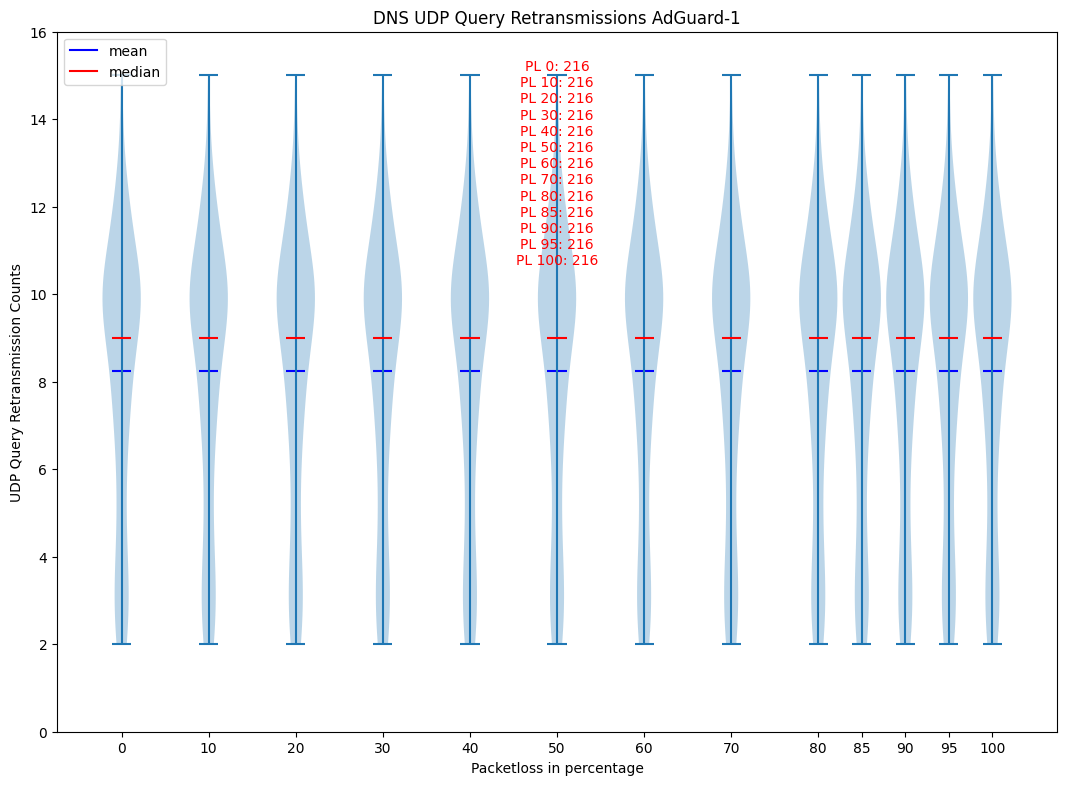 DNS UDP Query Retransmissions AdGuard-1
mean
median
PL 0: 216
PL 10: 216
PL 20: 216
PL 30: 216
PL 40: 216
PL 50: 216
PL 60: 216
PL 70: 216
PL 80: 216
PL 85: 216
PL 90: 216
PL 95: 216
PL 100: 216
UDP Query Retransmission Counts
16
14
12
10
8
6
4
2
0
0 10 20 30 40 50 60 70 80 85 90 95 100
Packetloss in percentage